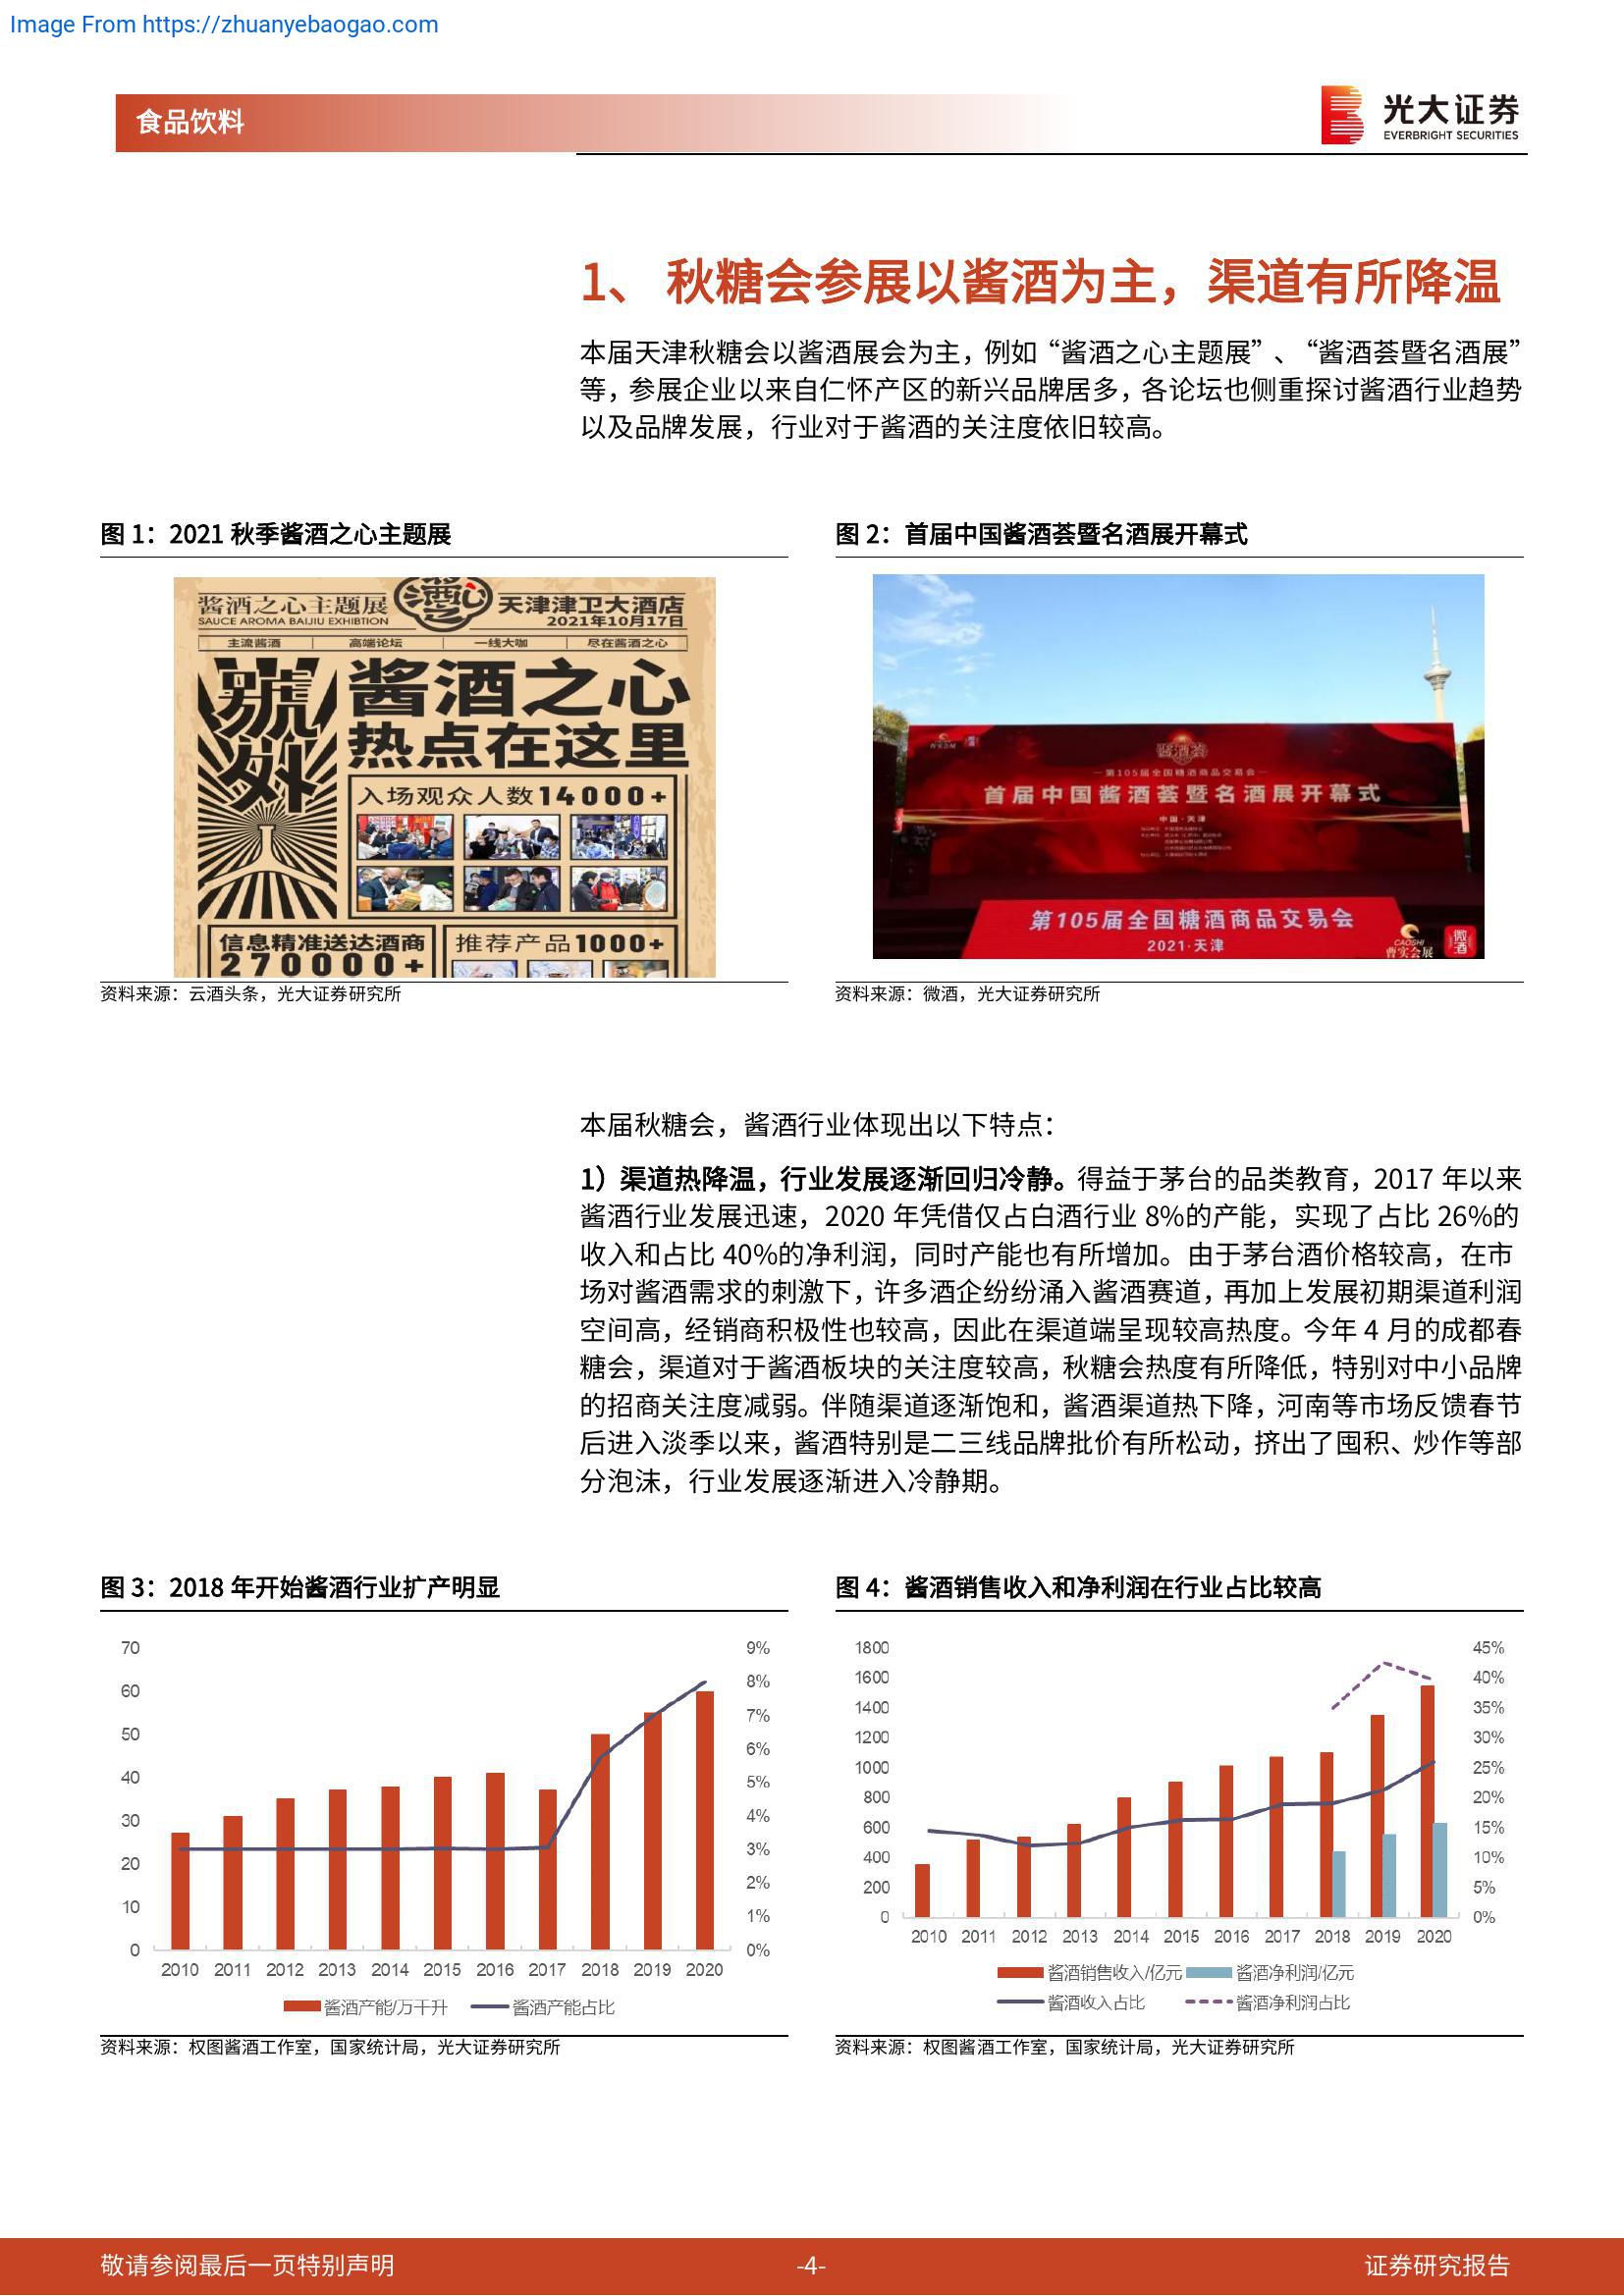 Image From https://zhuanyebaogao.com
食品饮料
光大证券
EVERBRIGHT SECURITIES
1、 秋糖会参展以酱酒为主，渠道有所降温
本届天津秋糖会以酱酒展会为主，例如“酱酒之心主题展”、“酱酒荟暨名酒展”
等，参展企业以来自仁怀产区的新兴品牌居多，各论坛也侧重探讨酱酒行业趋势
以及品牌发展，行业对于酱酒的关注度依旧较高。
图 1：2021 秋季酱酒之心主题展
酱酒之心主题展
SAUCE AROMA BAIJIU EXHIBTION
天津津卫大酒店
2021年10月17日
主流酱酒
高端论坛
一线大咖
尽在酱酒之心
號外
酱酒之心
热点在这里
入场观众人数14000+
信息精准送达酒商
270000+
推荐产品1000+
资料来源：云酒头条，光大证券研究所
图 2：首届中国酱酒荟暨名酒展开幕式
酱酒荟
—第105届全国糖酒商品交易会—
首届中国酱酒荟暨名酒展开幕式
中国·天津
第105届全国糖酒商品交易会
2021·天津
CAOSHI
曹实会展
微酒
资料来源：微酒，光大证券研究所
本届秋糖会，酱酒行业体现出以下特点：
1）渠道热降温，行业发展逐渐回归冷静。得益于茅台的品类教育，2017 年以来
酱酒行业发展迅速，2020 年凭借仅占白酒行业 8%的产能，实现了占比 26%的
收入和占比 40%的净利润，同时产能也有所增加。由于茅台酒价格较高，在市
场对酱酒需求的刺激下，许多酒企纷纷涌入酱酒赛道，再加上发展初期渠道利润
空间高，经销商积极性也较高，因此在渠道端呈现较高热度。今年 4 月的成都春
糖会，渠道对于酱酒板块的关注度较高，秋糖会热度有所降低，特别对中小品牌
的招商关注度减弱。伴随渠道逐渐饱和，酱酒渠道热下降，河南等市场反馈春节
后进入淡季以来，酱酒特别是二三线品牌批价有所松动，挤出了囤积、炒作等部
分泡沫，行业发展逐渐进入冷静期。
图 3：2018 年开始酱酒行业扩产明显
70 9%
60 8%
50 7%
40 6%
30 5%
20 4%
10 3%
0 2%
1%
0%
2010 2011 2012 2013 2014 2015 2016 2017 2018 2019 2020
酱酒产能/万千升 酱酒产能占比
资料来源：权图酱酒工作室，国家统计局，光大证券研究所
图 4：酱酒销售收入和净利润在行业占比较高
1800 45%
1600 40%
1400 35%
1200 30%
1000 25%
800 20%
600 15%
400 10%
200 5%
0 0%
2010 2011 2012 2013 2014 2015 2016 2017 2018 2019 2020
酱酒销售收入/亿元 酱酒净利润/亿元
酱酒收入占比 酱酒净利润占比
资料来源：权图酱酒工作室，国家统计局，光大证券研究所
敬请参阅最后一页特别声明
-4-
证券研究报告